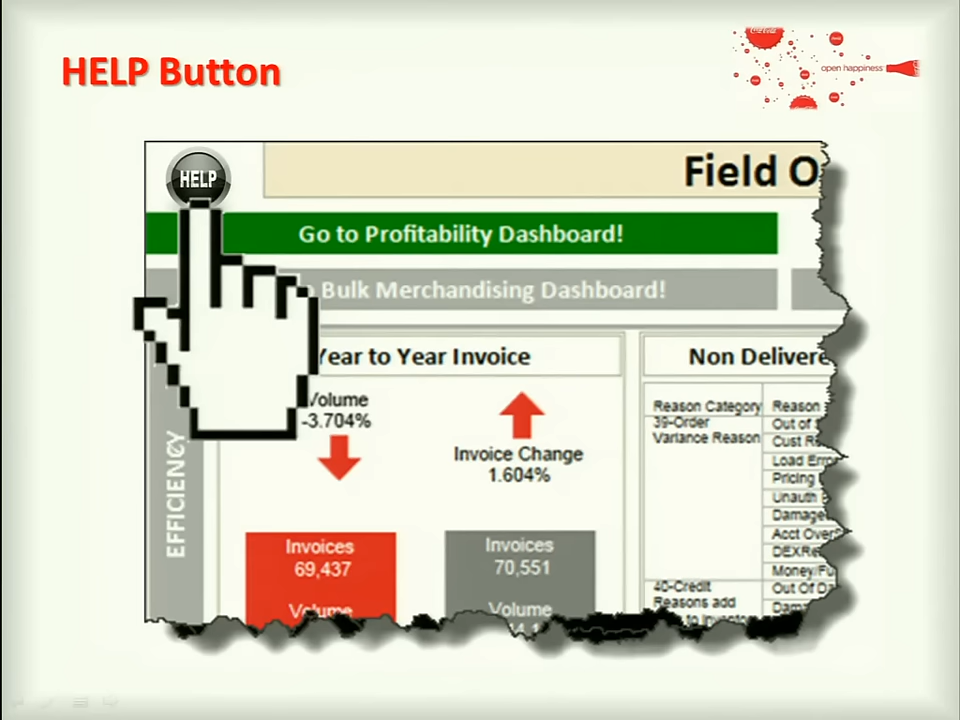 HELP Button
open happiness
HELP
Field O
Go to Profitability Dashboard!
Bulk Merchandising Dashboard!
Year to Year Invoice
Non Delivere
Volume
-3.704%
Invoice Change
1.604%
EFFICIENCY
Invoices
69,437
Volume
Invoices
70,551
Volume
Reason Category
Reason
39-Order
Variance Reason
Out of
Cust R
Load Erro
Pricing
Unauth
Damage
Acct Over
DEXRe
Money/Fu
40-Credit
Reasons add
Out Of Da
Dama